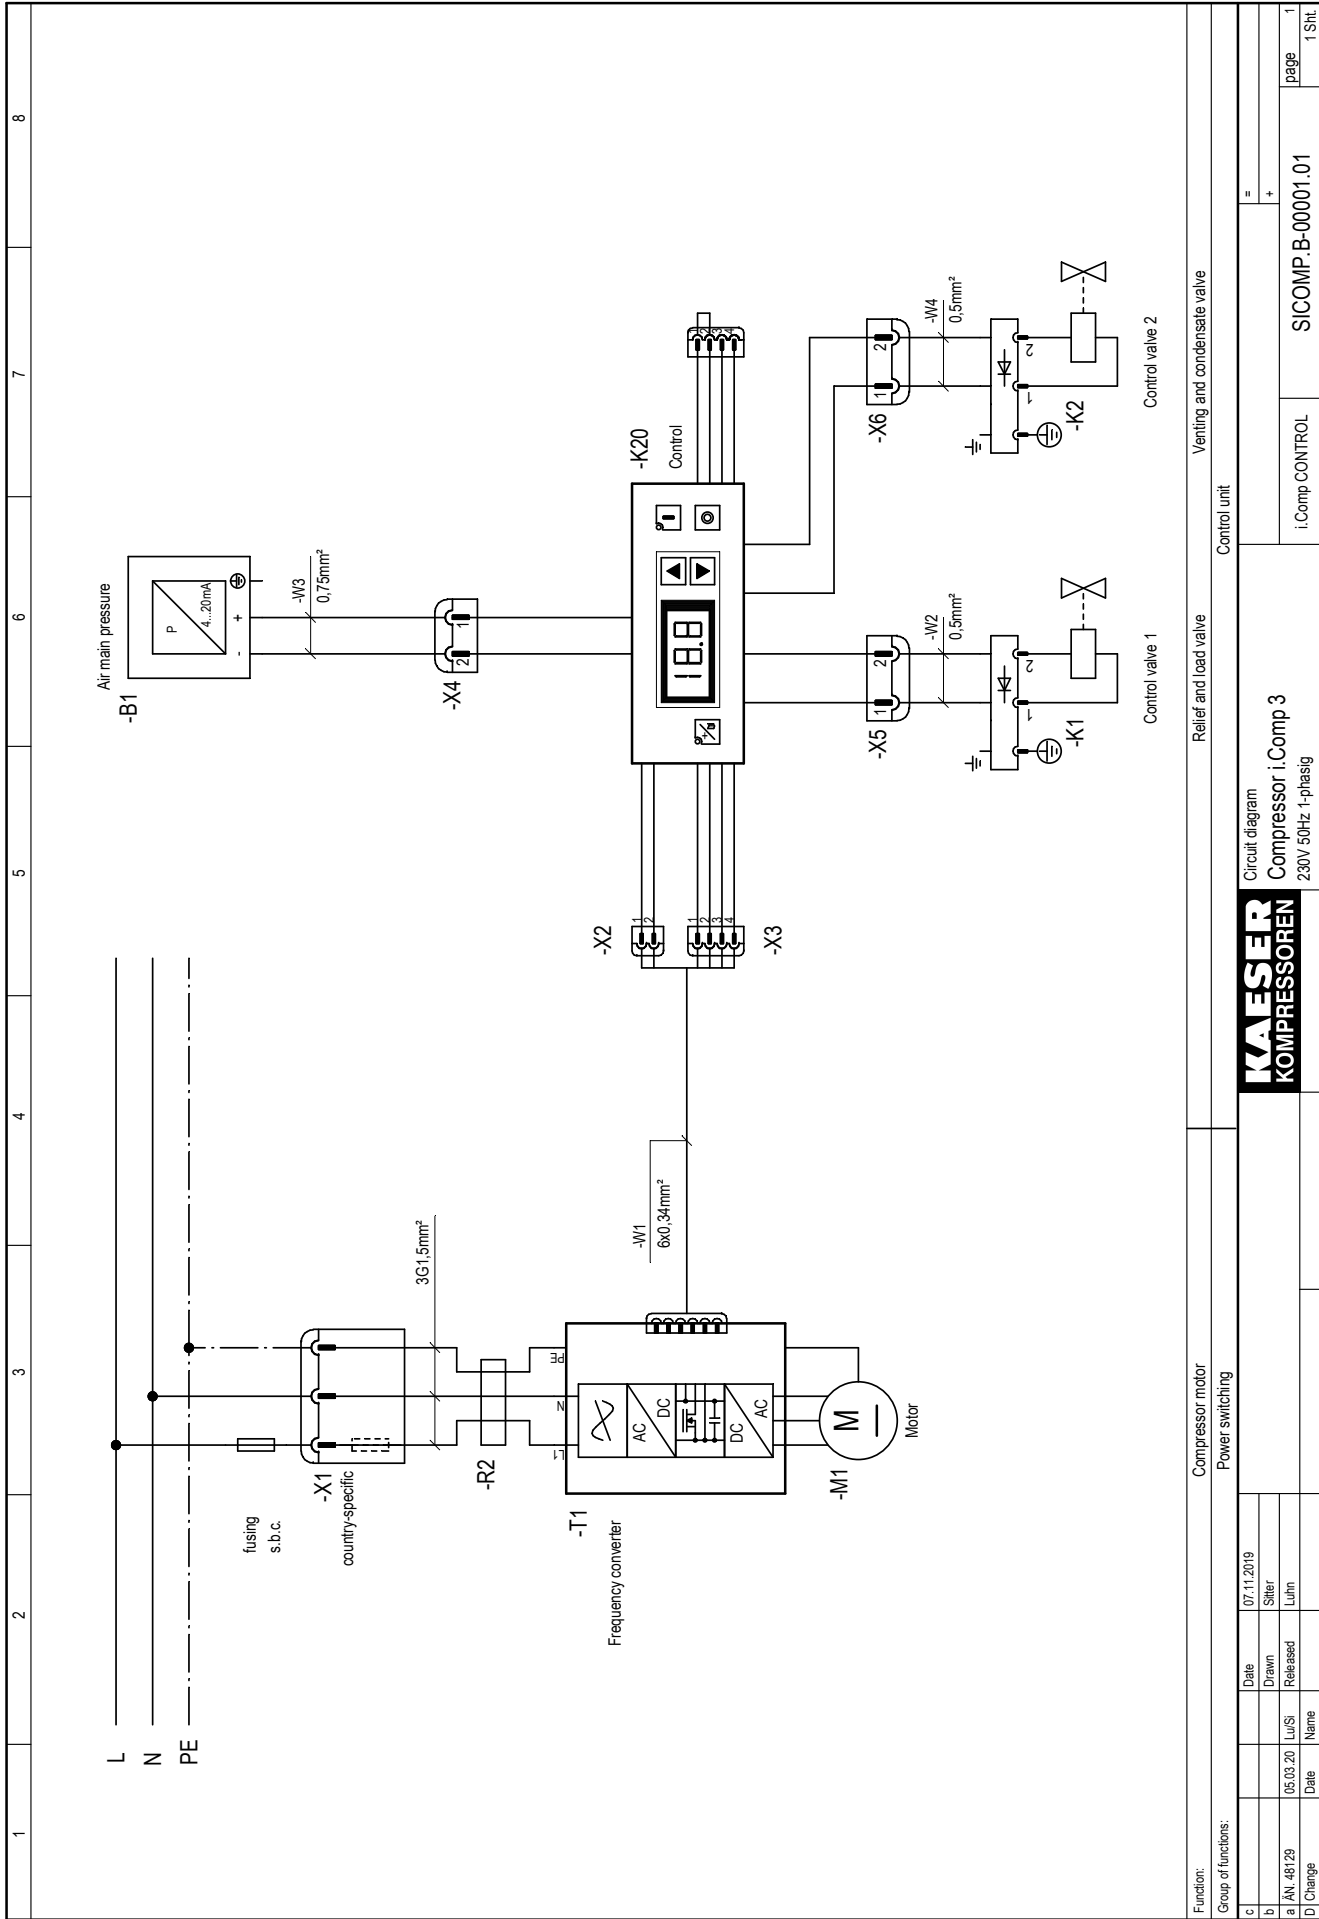 1
2
3
4
5
6
7
8
L
N
PE
fusing
s.b.c.
-X1
country-specific
3G1,5mm²
-R2
-T1
Frequency converter
L1
N
PE
AC
DC
DC
AC
-M1
M
Motor
-W1
6x0,34mm²
-X2
1
2
-X3
1
2
3
4
Air main pressure
-B1
P
4...20mA
-
+
-W3
0,75mm²
-X4
2
1
-K20
Control
18.8
1
2
3
4
-X5
1
2
-W2
0,5mm²
1
2
-K1
Control valve 1
-X6
1
2
-W4
0,5mm²
1
2
-K2
Control valve 2
Function:
Compressor motor
Relief and load valve
Venting and condensate valve
Group of functions:
Power switching
Control unit
c
Date
07.11.2019
b
Drawn
Sitter
a
ÄN. 48129
05.03.20
Lu/Si
Released
Luhn
D
Change
Date
Name
KAESER
KOMPRESSOREN
Circuit diagram
Compressor i.Comp 3
230V 50Hz 1-phasig
i.Comp CONTROL
=
+
SICOMP.B-00001.01
page 1
1 Sht.